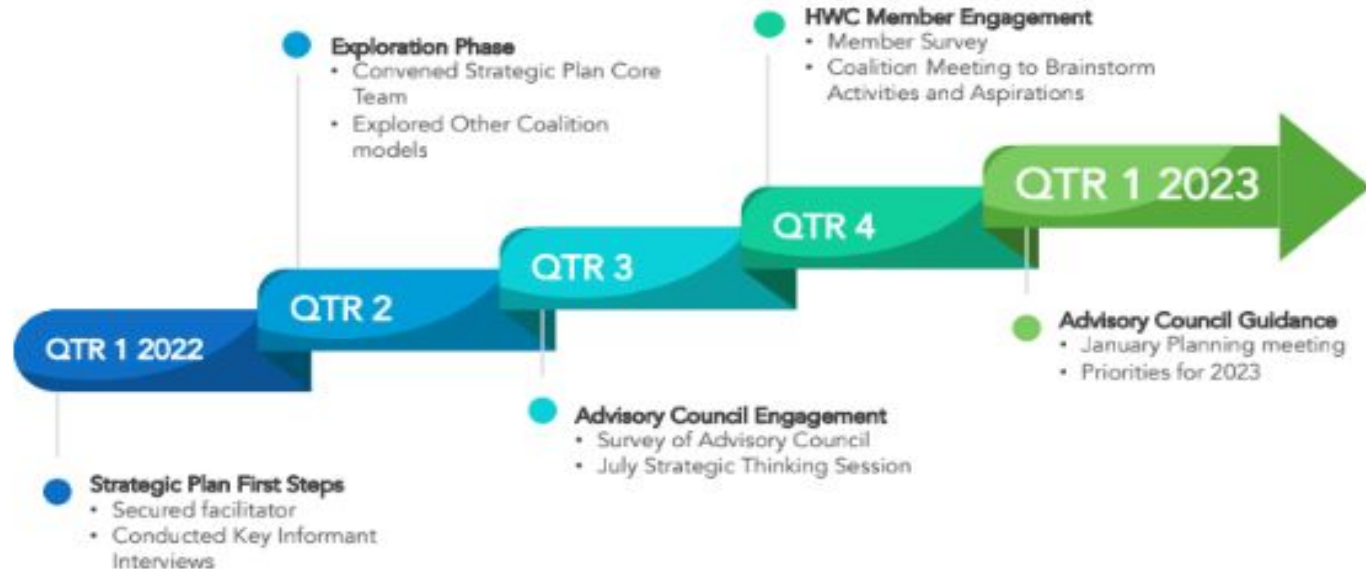 HWC Member Engagement
• Member Survey
• Coalition Meeting to Brainstorm
Activities and Aspirations
Exploration Phase
• Convened Strategic Plan Core
Team
• Explored Other Coalition
models
QTR 1 2022
QTR 2
QTR 3
QTR 4
QTR 1 2023
Strategic Plan First Steps
• Secured facilitator
• Conducted Key Informant
Interviews
Advisory Council Engagement
• Survey of Advisory Council
• July Strategic Thinking Session
Advisory Council Guidance
• January Planning meeting
• Priorities for 2023